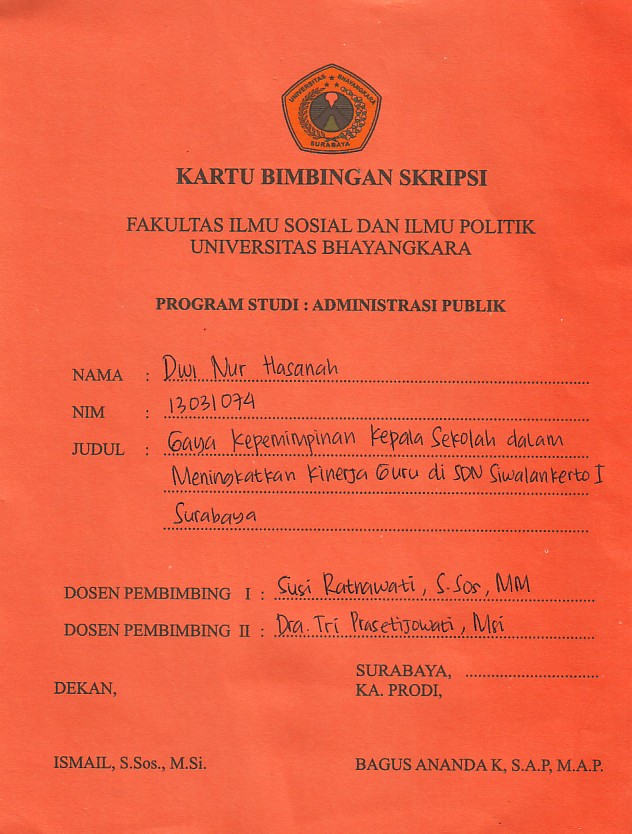 UNIVERSITAS BHAYANGKARA
SURABAYA
KARTU BIMBINGAN SKRIPSI
FAKULTAS ILMU SOSIAL DAN ILMU POLITIK
UNIVERSITAS BHAYANGKARA
PROGRAM STUDI : ADMINISTRASI PUBLIK
NAMA : Dwi Nur Hasanah
NIM : 13031074
JUDUL : Gaya Kepemimpinan Kepala Sekolah dalam
Meningkatkan Kinerja Guru di SDN Siwalankerto I
Surabaya
DOSEN PEMBIMBING I : Susi Ratnawati, S.Sos, MM
DOSEN PEMBIMBING II : Dra. Tri Prasetijowati, Msi
SURABAYA, ..............................
DEKAN,
KA. PRODI,
ISMAIL, S.Sos., M.Si.
BAGUS ANANDA K, S.A.P, M.A.P.